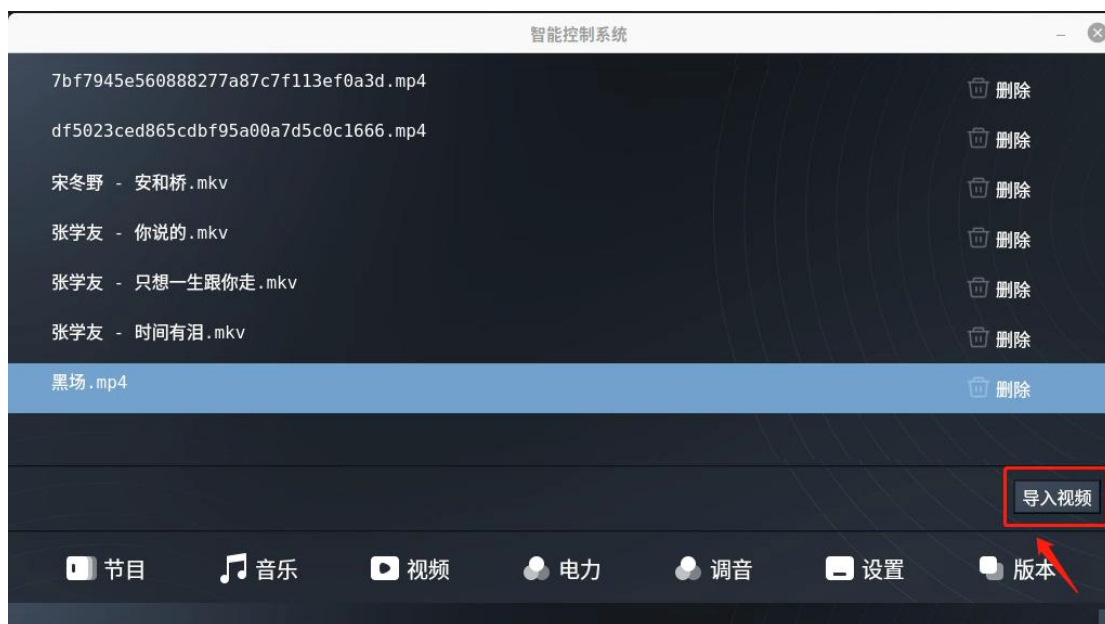 智能控制系统
7bf7945e560888277a87c7f113ef0a3d.mp4 删除
df5023ced865cdbf95a00a7d5c0c1666.mp4 删除
宋冬野 - 安和桥.mkv 删除
张学友 - 你说的.mkv 删除
张学友 - 只想一生跟你走.mkv 删除
张学友 - 时间有泪.mkv 删除
黑场.mp4 删除
导入视频
节目 音乐 视频 电力 调音 设置 版本